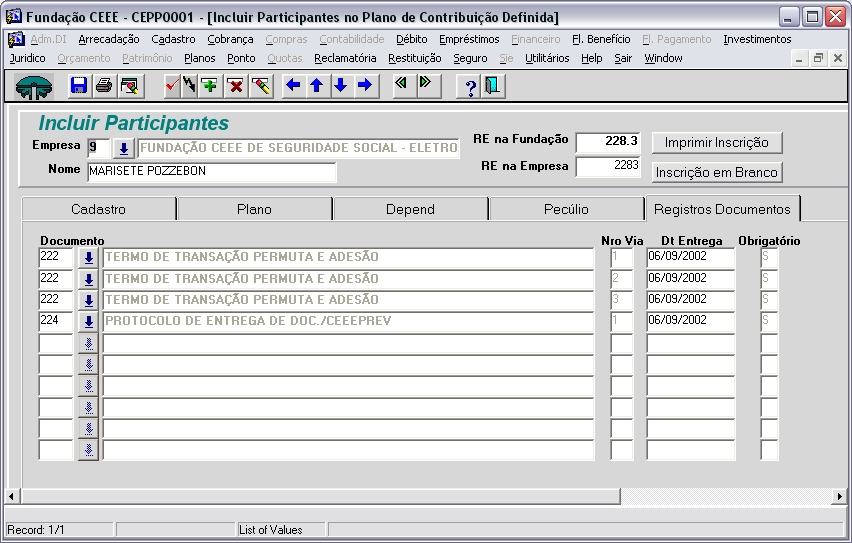 Fundação CEEE - CEPP0001 - [Incluir Participantes no Plano de Contribuição Definida]
Adm.DI Arrecadação Cadastro Cobrança Compras Contabilidade Débito Empréstimos Financeiro Fl. Benefício Fl. Pagamento Investimentos
Jurídico Orçamento Patrimônio Planos Ponto Quotas Reclamatória Restituição Seguro Sie Utilitários Help Sair Window
Incluir Participantes
Empresa 9 FUNDAÇÃO CEEE DE SEGURIDADE SOCIAL - ELETRO
RE na Fundação 228.3 Imprimir Inscrição
Nome MARISETE POZZEBON
RE na Empresa 2283 Inscrição em Branco
Cadastro Plano Depend Pecúlio Registros Documentos
Documento Nro Via Dt Entrega Obrigatório
222 TERMO DE TRANSAÇÃO PERMUTA E ADESÃO 1 06/09/2002 S
222 TERMO DE TRANSAÇÃO PERMUTA E ADESÃO 2 06/09/2002 S
222 TERMO DE TRANSAÇÃO PERMUTA E ADESÃO 3 06/09/2002 S
224 PROTOCOLO DE ENTREGA DE DOC./CEEEPREV 1 06/09/2002 S
Record: 1/1 List of Values